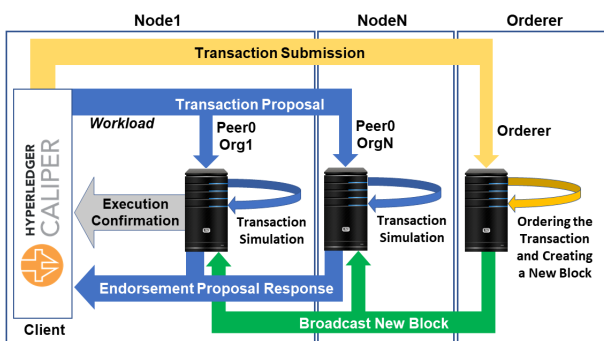 Node1
NodeN
Orderer
Transaction Submission
Transaction Proposal
Workload
Peer0
Org1
Peer0
OrgN
Orderer
HYPERLEDGER
CALIPER
Execution
Confirmation
Transaction
Simulation
Transaction
Simulation
Ordering the
Transaction
and Creating
a New Block
Endorsement Proposal Response
Broadcast New Block
Client